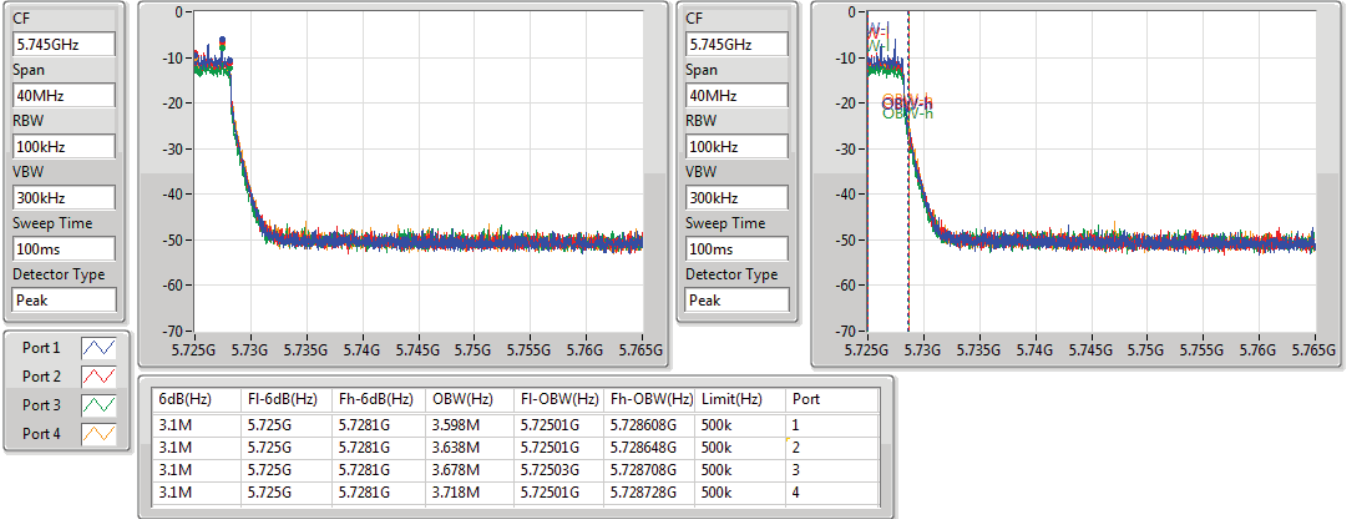 CF
5.745GHz
Span
40MHz
RBW
100kHz
VBW
300kHz
Sweep Time
100ms
Detector Type
Peak
0
-10
-20
-30
-40
-50
-60
-70
5.725G 5.73G 5.735G 5.74G 5.745G 5.75G 5.755G 5.76G 5.765G
CF
5.745GHz
Span
40MHz
RBW
100kHz
VBW
300kHz
Sweep Time
100ms
Detector Type
Peak
0
-10
-20
-30
-40
-50
-60
-70
OBW-h
OBW-h
5.725G 5.73G 5.735G 5.74G 5.745G 5.75G 5.755G 5.76G 5.765G
Port 1
Port 2
Port 3
Port 4
6dB(Hz) Fl-6dB(Hz) Fh-6dB(Hz) OBW(Hz) Fl-OBW(Hz) Fh-OBW(Hz) Limit(Hz) Port
3.1M 5.725G 5.7281G 3.598M 5.72501G 5.728608G 500k 1
3.1M 5.725G 5.7281G 3.638M 5.72501G 5.728648G 500k 2
3.1M 5.725G 5.7281G 3.678M 5.72503G 5.728708G 500k 3
3.1M 5.725G 5.7281G 3.718M 5.72501G 5.728728G 500k 4